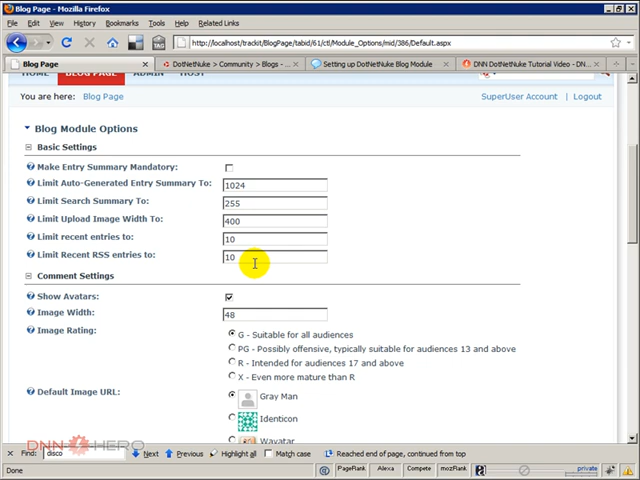 Blog Page - Mozilla Firefox
File Edit View History Bookmarks Tools Help Related Links
http://localhost/trackit/BlogPage/tabid/61/ctl/Module_Options/mid/386/Default.aspx
Blog Page
DotNetNuke > Community > Blogs - ...
Setting up DotNetNuke Blog Module
DNN DotNetNuke Tutorial Video - DN...
HOME BLOG PAGE ADMIN HOST
You are here: Blog Page
SuperUser Account | Logout
Blog Module Options
Basic Settings
Make Entry Summary Mandatory:
Limit Auto-Generated Entry Summary To: 1024
Limit Search Summary To: 255
Limit Upload Image Width To: 400
Limit recent entries to: 10
Limit Recent RSS entries to: 10
Comment Settings
Show Avatars:
Image Width: 48
Image Rating: G - Suitable for all audiences
PG - Possibly offensive, typically suitable for audiences 13 and above
R - Intended for audiences 17 and above
X - Even more mature than R
Default Image URL: Gray Man
Identicon
Wavatar
DNN HERO
Find: disco Next Previous Highlight all Match case Reached end of page, continued from top
Done
PageRank Alexa Compete mozRank private